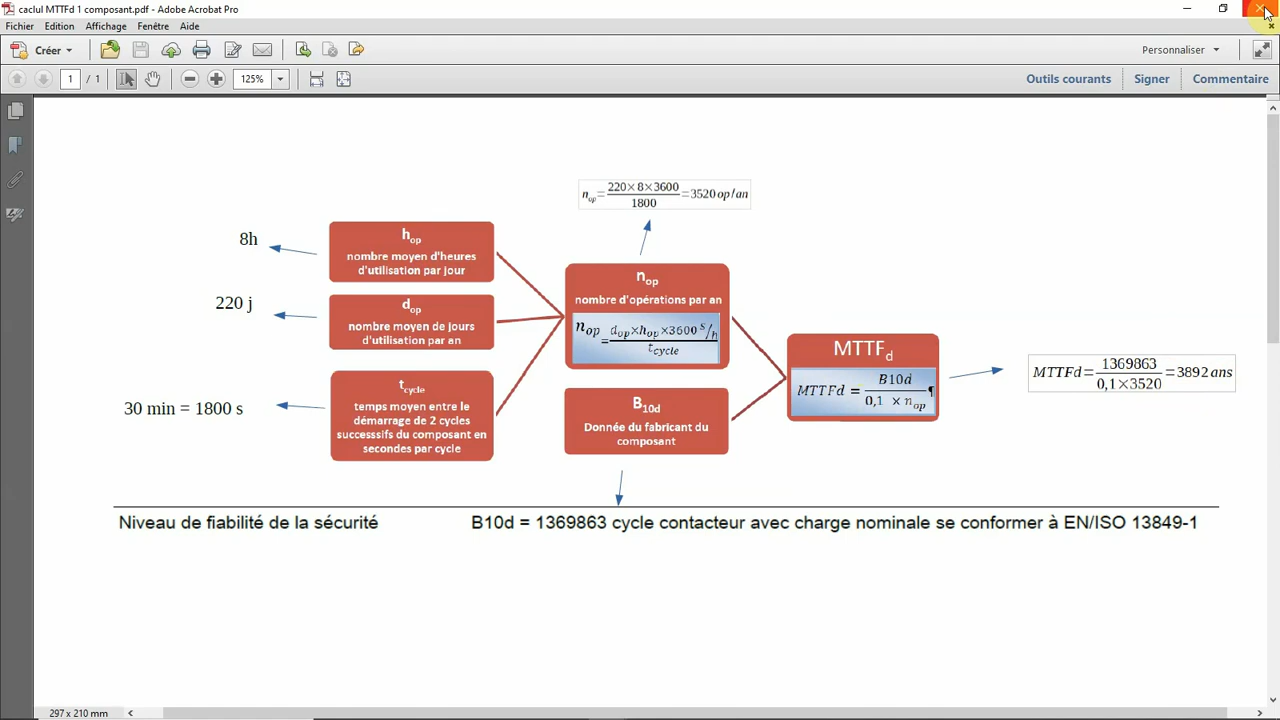 caclul MTTFd 1 composant.pdf - Adobe Acrobat Pro
Fichier Edition Affichage Fenêtre Aide
Créer
Personnaliser
1 / 1
125%
Outils courants Signer Commentaire
n_op = 220×8×3600 / 1800 = 3520 op/an
8h
h_op
nombre moyen d'heures
d'utilisation par jour
220 j
d_op
nombre moyen de jours
d'utilisation par an
30 min = 1800 s
t_cycle
temps moyen entre le
démarrage de 2 cycles
successsifs du composant en
secondes par cycle
n_op
nombre d'opérations par an
n_op = d_op×h_op×3600 s/h / t_cycle
B_10d
Donnée du fabricant du
composant
MTTF_d
MTTFd = B10d / 0,1 × n_op ¶
MTTFd = 1369863 / 0,1×3520 = 3892 ans
Niveau de fiabilité de la sécurité B10d = 1369863 cycle contacteur avec charge nominale se conformer à EN/ISO 13849-1
297 x 210 mm